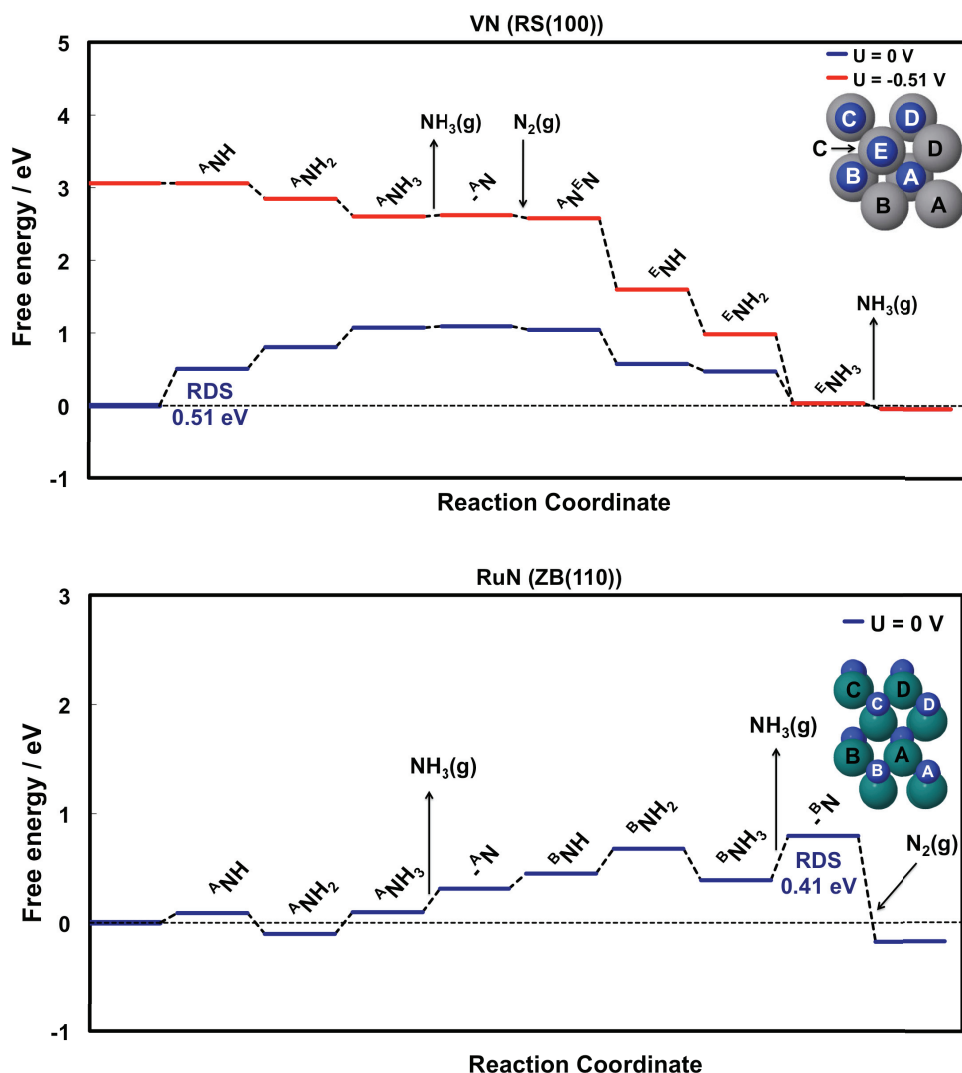 VN (RS(100))
5
4
3
2
1
0
-1
Free energy / eV
U = 0 V
U = -0.51 V
C
D
C
E
D
B
A
B
A
ᴬNH
ᴬNH₂
ᴬNH₃
NH₃(g)
-ᴬN
N₂(g)
ᴬNᴱN
ᴱNH
ᴱNH₂
ᴱNH₃
NH₃(g)
RDS
0.51 eV
Reaction Coordinate
RuN (ZB(110))
3
2
1
0
-1
Free energy / eV
U = 0 V
C
D
C
D
B
A
B
A
ᴬNH
ᴬNH₂
ᴬNH₃
NH₃(g)
-ᴬN
ᴮNH
ᴮNH₂
ᴮNH₃
NH₃(g)
-ᴮN
RDS
0.41 eV
N₂(g)
Reaction Coordinate